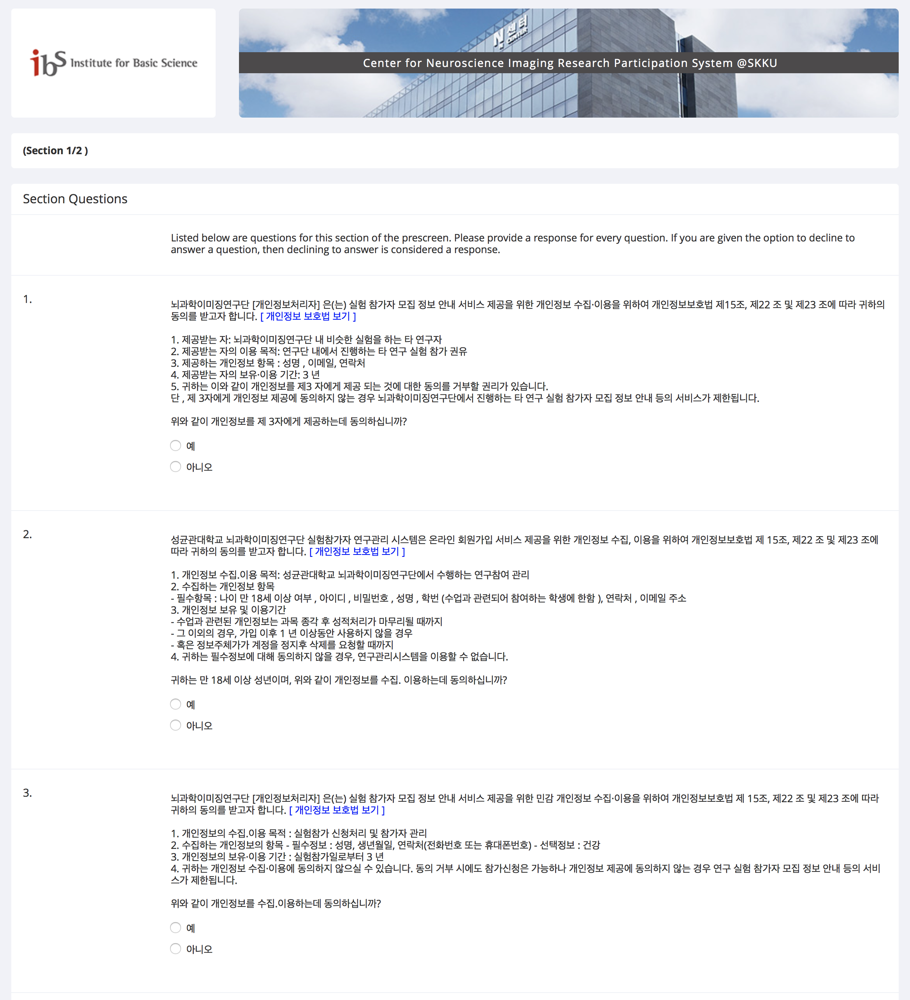 ibs Institute for Basic Science
N 센터
N CENTER
Center for Neuroscience Imaging Research Participation System @SKKU
(Section 1/2 )
Section Questions
Listed below are questions for this section of the prescreen. Please provide a response for every question. If you are given the option to decline to
answer a question, then declining to answer is considered a response.
1.
뇌과학이미징연구단 [개인정보처리자] 은(는) 실험 참가자 모집 정보 안내 서비스 제공을 위한 개인정보 수집·이용을 위하여 개인정보보호법 제15조, 제22 조 및 제23 조에 따라 귀하의
동의를 받고자 합니다. [ 개인정보 보호법 보기 ]
1. 제공받는 자: 뇌과학이미징연구단 내 비슷한 실험을 하는 타 연구자
2. 제공받는 자의 이용 목적: 연구단 내에서 진행하는 타 연구 실험 참가 권유
3. 제공하는 개인정보 항목 : 성명 , 이메일, 연락처
4. 제공받는 자의 보유·이용 기간: 3 년
5. 귀하는 이와 같이 개인정보를 제3 자에게 제공 되는 것에 대한 동의를 거부할 권리가 있습니다.
단 , 제 3자에게 개인정보 제공에 동의하지 않는 경우 뇌과학이미징연구단에서 진행하는 타 연구 실험 참가자 모집 정보 안내 등의 서비스가 제한됩니다.
위와 같이 개인정보를 제 3자에게 제공하는데 동의하십니까?
예
아니오
2.
성균관대학교 뇌과학이미징연구단 실험참가자 연구관리 시스템은 온라인 회원가입 서비스 제공을 위한 개인정보 수집, 이용을 위하여 개인정보보호법 제 15조, 제22 조 및 제23 조에
따라 귀하의 동의를 받고자 합니다. [ 개인정보 보호법 보기 ]
1. 개인정보 수집.이용 목적: 성균관대학교 뇌과학이미징연구단에서 수행하는 연구참여 관리
2. 수집하는 개인정보 항목
- 필수항목 : 나이 만 18세 이상 여부 , 아이디 , 비밀번호 , 성명 , 학번 (수업과 관련되어 참여하는 학생에 한함 ), 연락처 , 이메일 주소
3. 개인정보 보유 및 이용기간
- 수업과 관련된 개인정보는 과목 종각 후 성적처리가 마무리될 때까지
- 그 이외의 경우, 가입 이후 1 년 이상동안 사용하지 않을 경우
- 혹은 정보주체가가 계정을 정지후 삭제를 요청할 때까지
4. 귀하는 필수정보에 대해 동의하지 않을 경우, 연구관리시스템을 이용할 수 없습니다.
귀하는 만 18세 이상 성년이며, 위와 같이 개인정보를 수집. 이용하는데 동의하십니까?
예
아니오
3.
뇌과학이미징연구단 [개인정보처리자] 은(는) 실험 참가자 모집 정보 안내 서비스 제공을 위한 민감 개인정보 수집·이용을 위하여 개인정보보호법 제 15조, 제22 조 및 제23 조에 따라
귀하의 동의를 받고자 합니다. [ 개인정보 보호법 보기 ]
1. 개인정보의 수집.이용 목적 : 실험참가 신청처리 및 참가자 관리
2. 수집하는 개인정보의 항목 - 필수정보 : 성명, 생년월일, 연락처(전화번호 또는 휴대폰번호) - 선택정보 : 건강
3. 개인정보의 보유·이용 기간 : 실험참가일로부터 3 년
4. 귀하는 개인정보 수집·이용에 동의하지 않으실 수 있습니다. 동의 거부 시에도 참가신청은 가능하나 개인정보 제공에 동의하지 않는 경우 연구 실험 참가자 모집 정보 안내 등의 서비
스가 제한됩니다.
위와 같이 개인정보를 수집.이용하는데 동의하십니까?
예
아니오